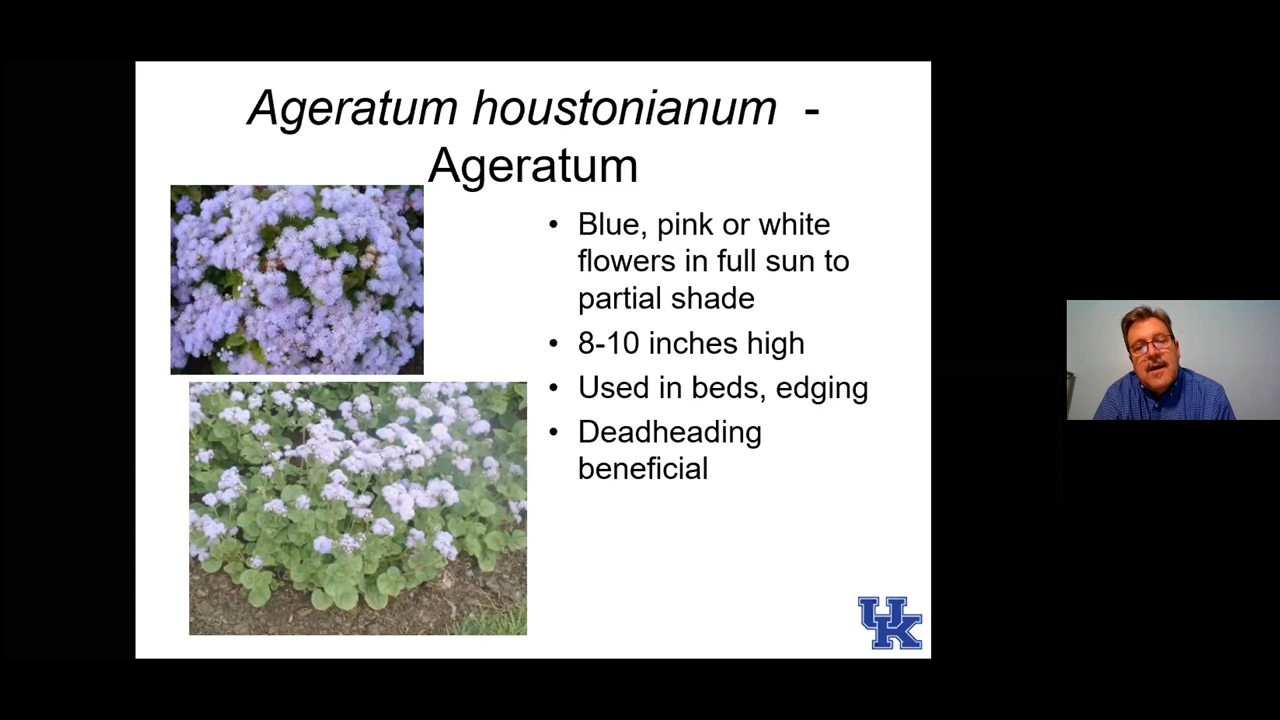 Ageratum houstonianum -
Ageratum
• Blue, pink or white
flowers in full sun to
partial shade
• 8-10 inches high
• Used in beds, edging
• Deadheading
beneficial
UK